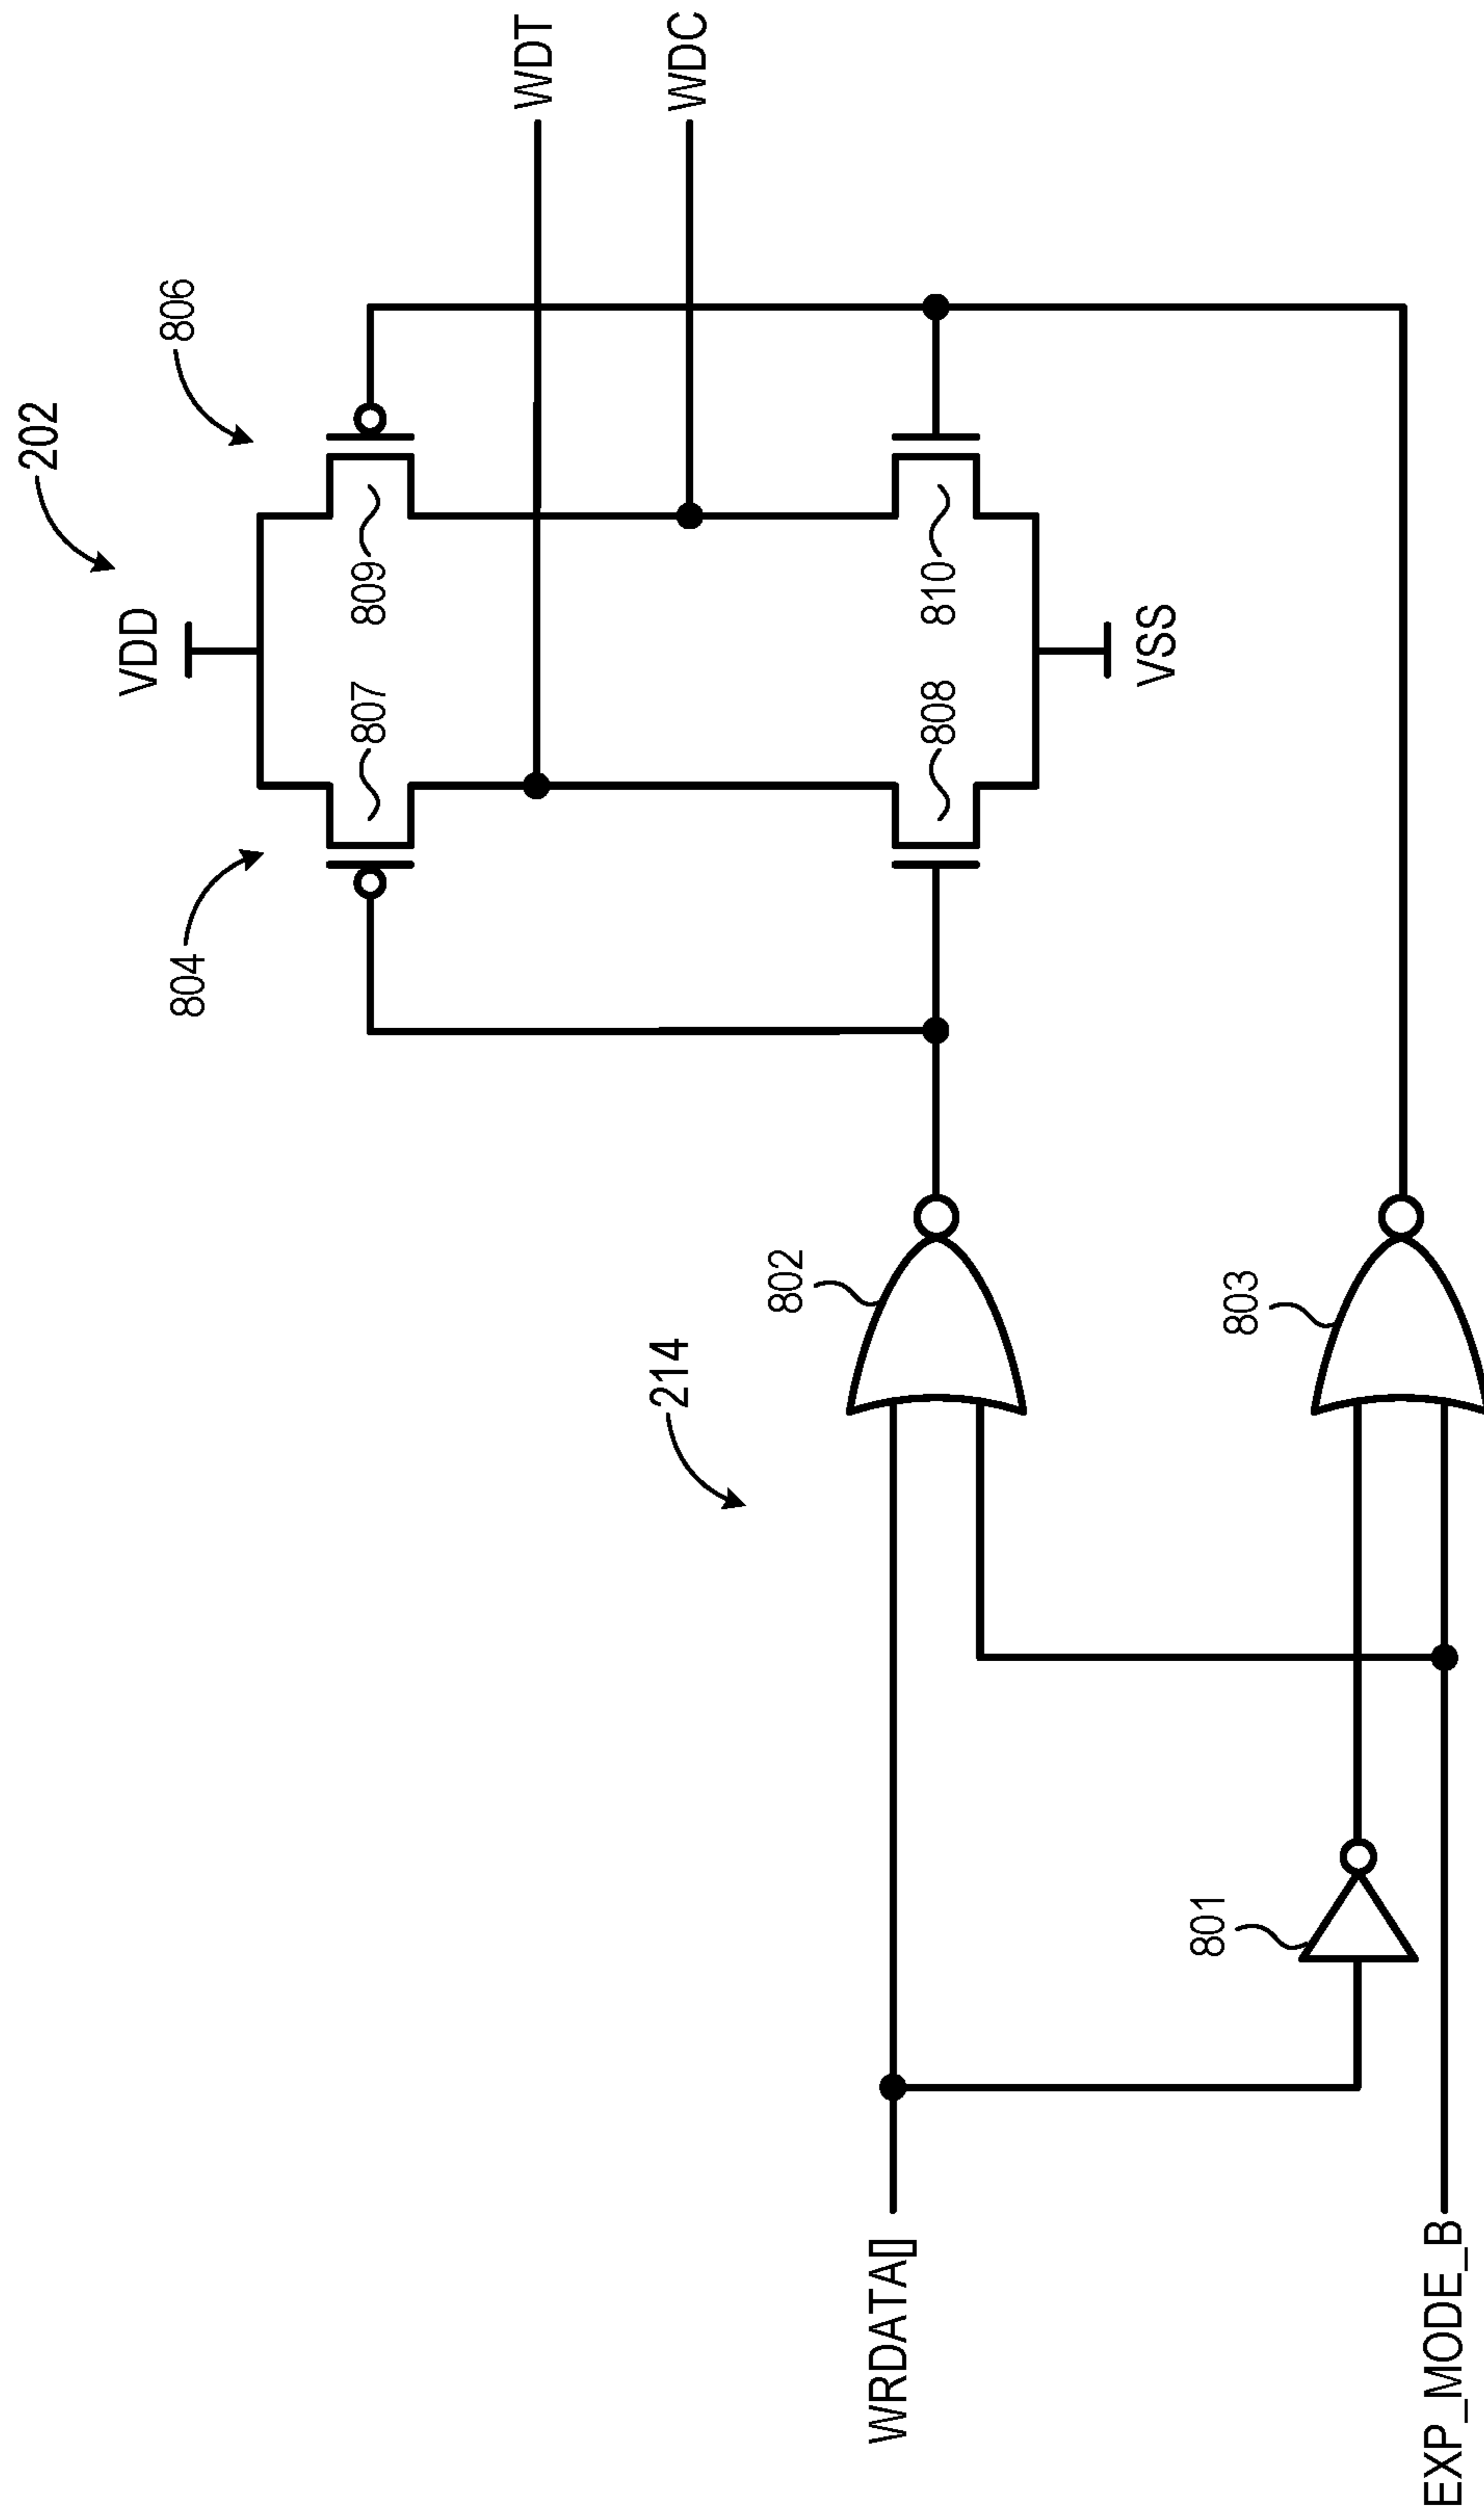 202
VDD
804
806
807
809
WDT
WDC
214
802
808
810
VSS
WRDATA[]
801
803
EXP_MODE_B